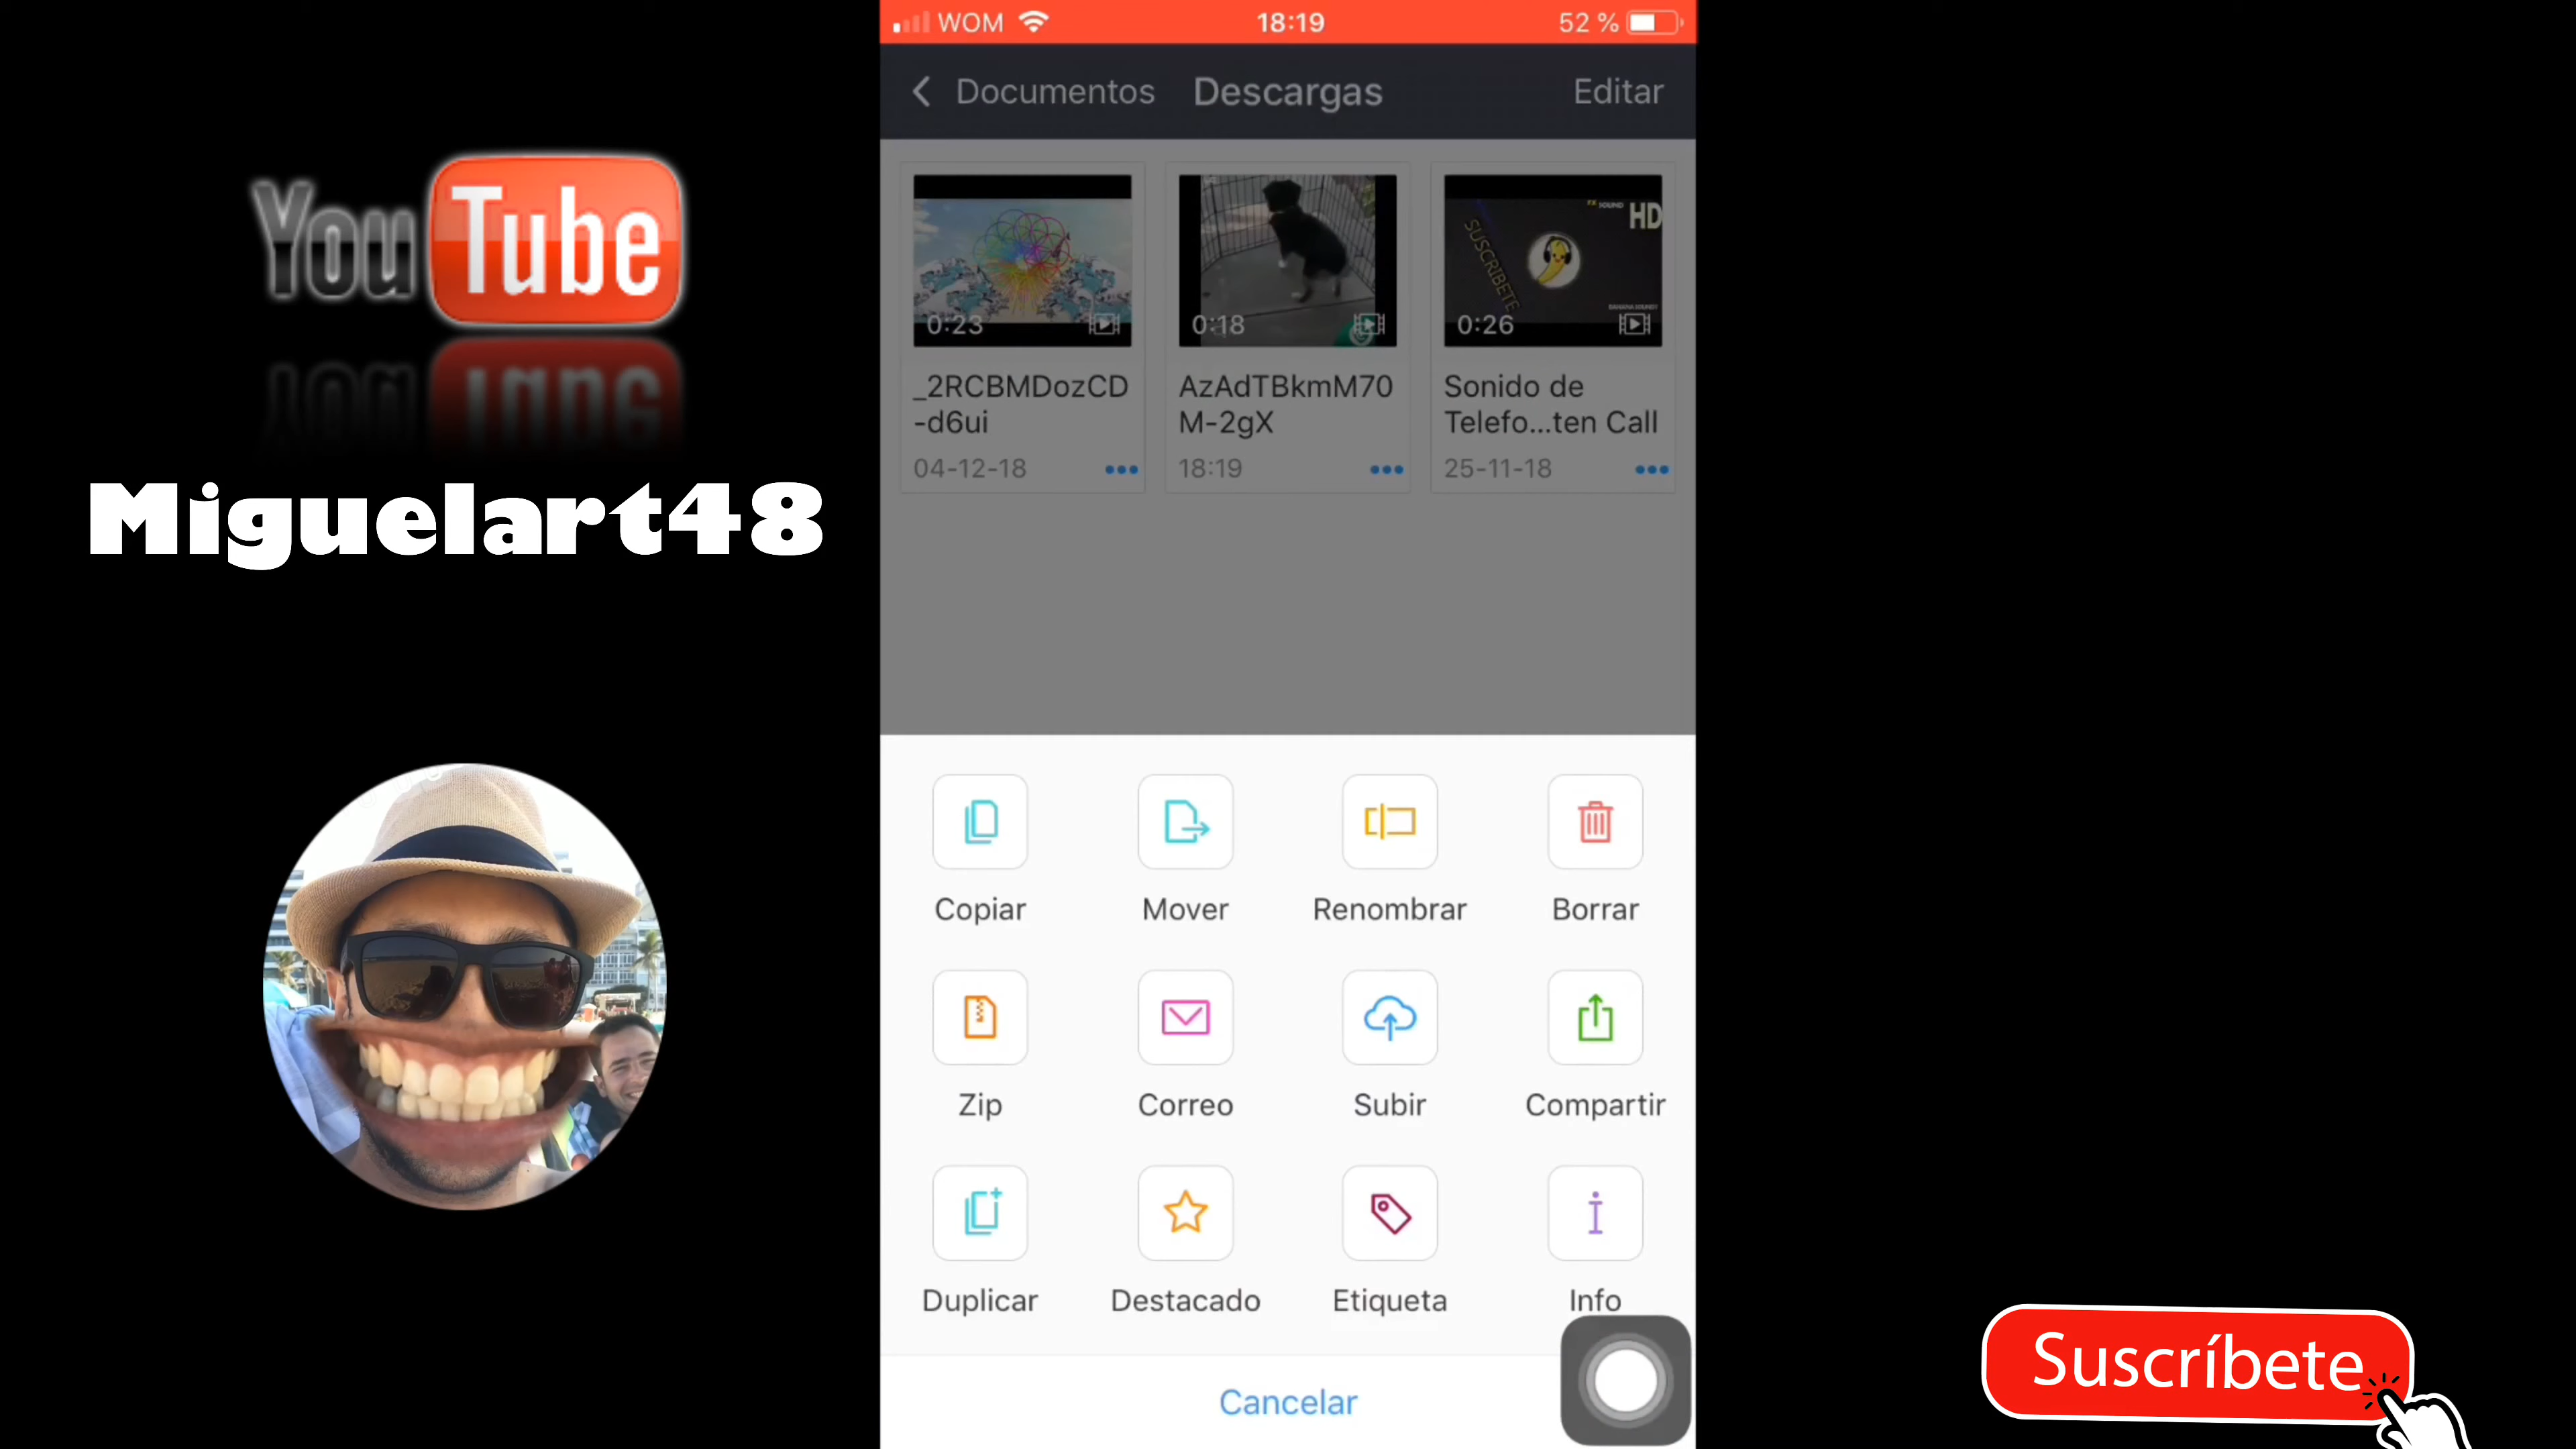 WOM
18:19
52 %
Documentos
Descargas
Editar
YouTube
Miguelart48
0:23
_2RCBMDozCD
-d6ui
04-12-18
0:18
AzAdTBkmM70
M-2gX
18:19
SUSCRIBETE
SOUND
HD
0:26
Sonido de
Telefo...ten Call
25-11-18
Copiar
Mover
Renombrar
Borrar
Zip
Correo
Subir
Compartir
Duplicar
Destacado
Etiqueta
Info
Cancelar
Suscríbete